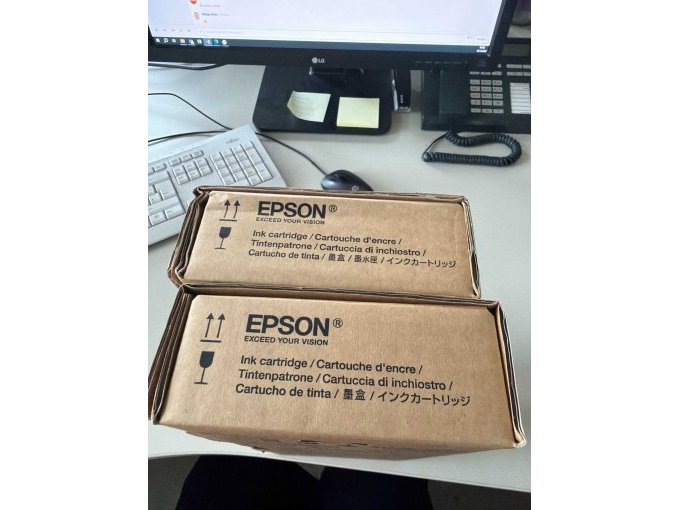 LG
EPSON®
EXCEED YOUR VISION
Ink cartridge / Cartouche d'encre /
Tintenpatrone / Cartuccia di inchiostro /
Cartucho de tinta / 墨盒 / 墨水匣 / インクカートリッジ
EPSON®
EXCEED YOUR VISION
Ink cartridge / Cartouche d'encre /
Tintenpatrone / Cartuccia di inchiostro /
Cartucho de tinta / 墨盒 / インクカートリッジ